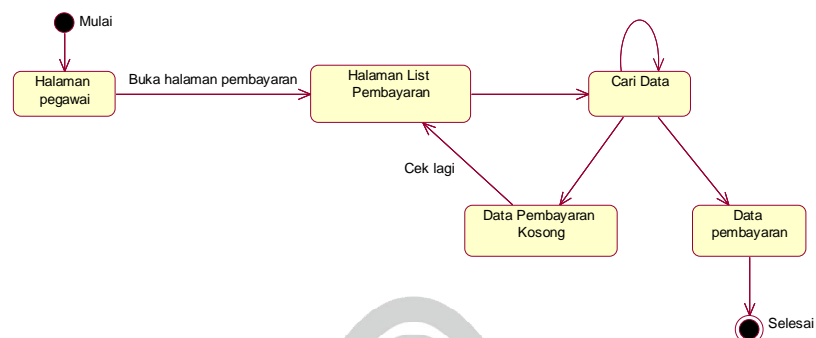 Mulai
Halaman
pegawai
Buka halaman pembayaran
Halaman List
Pembayaran
Cari Data
Cek lagi
Data Pembayaran
Kosong
Data
pembayaran
Selesai